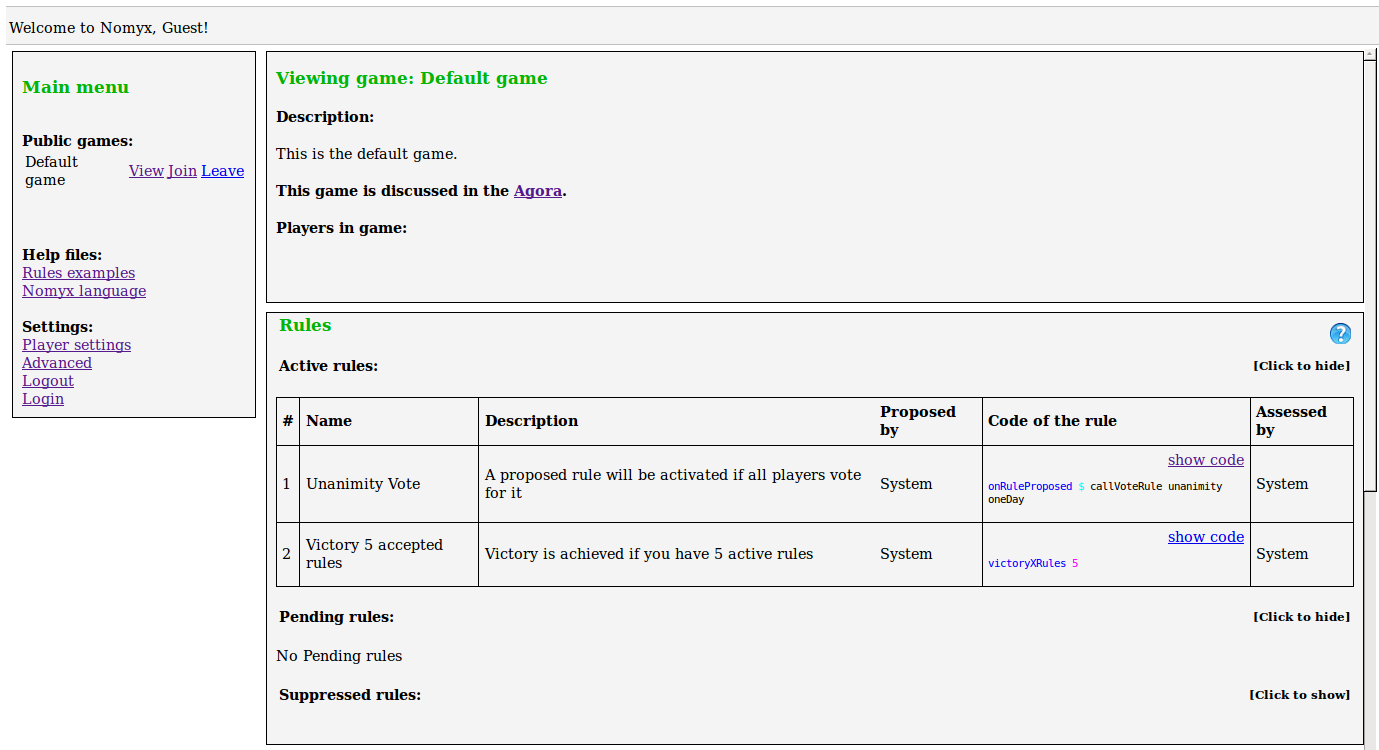 Welcome to Nomyx, Guest!
Main menu
Public games:
Default game View Join Leave
Help files:
Rules examples
Nomyx language
Settings:
Player settings
Advanced
Logout
Login
Viewing game: Default game
Description:
This is the default game.
This game is discussed in the Agora.
Players in game:
Rules
?
Active rules: [Click to hide]
# Name Description Proposed by Code of the rule Assessed by
1 Unanimity Vote A proposed rule will be activated if all players vote for it System show code
onRuleProposed $ callVoteRule unanimity
oneDay
System
2 Victory 5 accepted rules Victory is achieved if you have 5 active rules System show code
victoryXRules 5
System
Pending rules: [Click to hide]
No Pending rules
Suppressed rules: [Click to show]